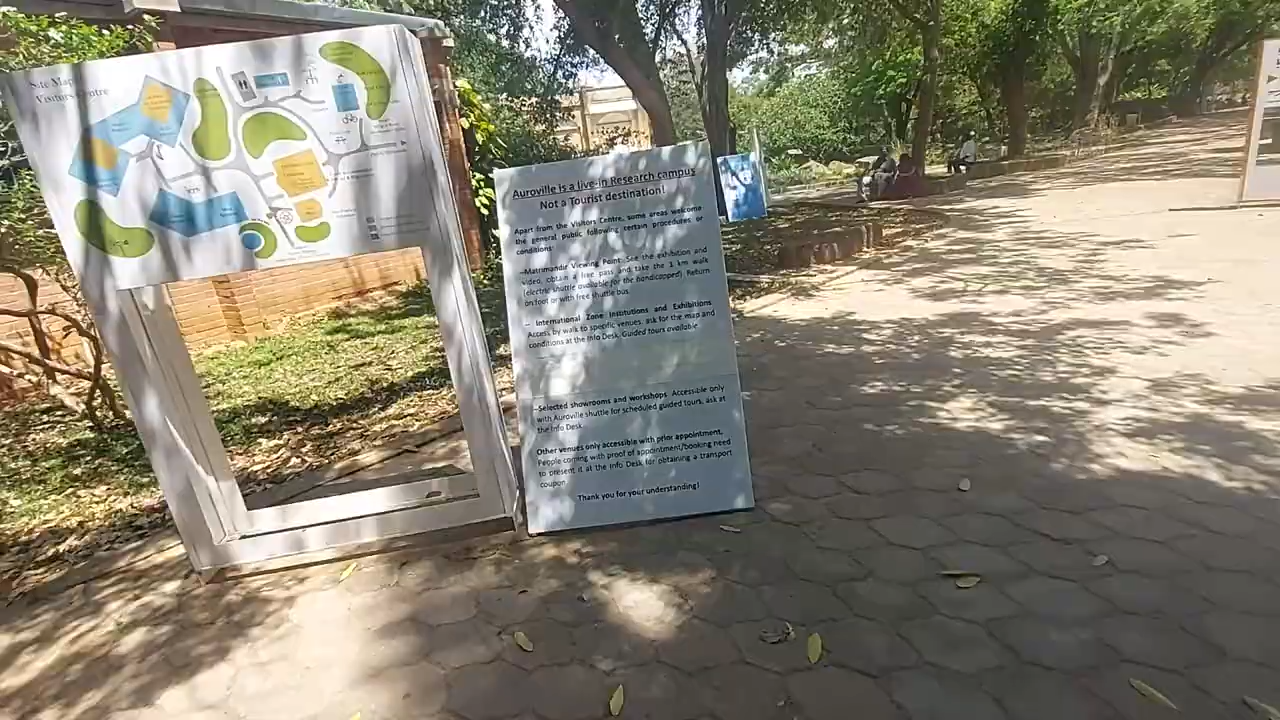 Site Map
Visitors Centre
Auroville is a live-in Research campus
Not a Tourist destination!
Apart from the Visitors Centre, some areas welcome
the general public following certain procedures or
conditions:
-Matrimandir Viewing Point: See the exhibition and
video, obtain a free pass and take the 1 km walk
(electric shuttle available for the handicapped) Return
on foot or with free shuttle bus.
- International Zone Institutions and Exhibitions
Access by walk to specific venues, ask for the map and
conditions at the Info Desk. Guided tours available.
-Selected showrooms and workshops. Accessible only
with Auroville shuttle for scheduled guided tours, ask at
the Info Desk.
Other venues only accessible with prior appointment.
People coming with proof of appointment/booking need
to present it at the Info Desk for obtaining a transport
coupon.
Thank you for your understanding!